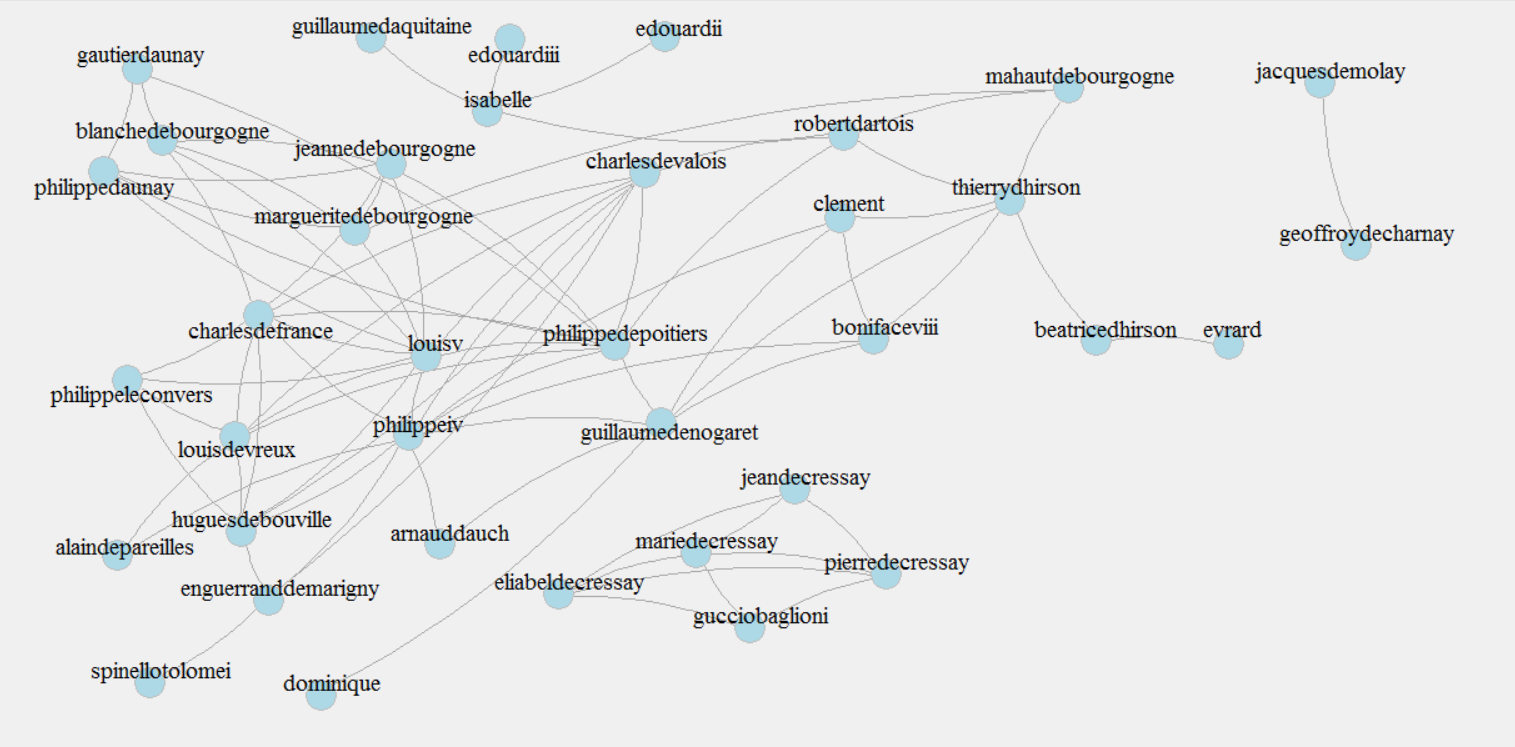 guillaumedaquitaine
edouardii
edouardiii
gautierdaunay
jacquesdemolay
mahautdebourgogne
isabelle
robertdartois
blanchedebourgogne
jeannedebourgogne
charlesdevalois
philippedaunay
thierrydhirson
clement
margueritedebourgogne
geoffroydecharnay
charlesdefrance
philippedepoitiers
bonifaceviii
beatricedhirson
evrard
louisv
philippeleconvers
philippeiv
guillaumedenogaret
louisdevreux
jeandecressay
huguesdebouville
arnauddauch
alaindepareilles
mariedecressay
pierredecressay
eliabeldecressay
enguerranddemarigny
gucciobaglioni
spinellotolomei
dominique